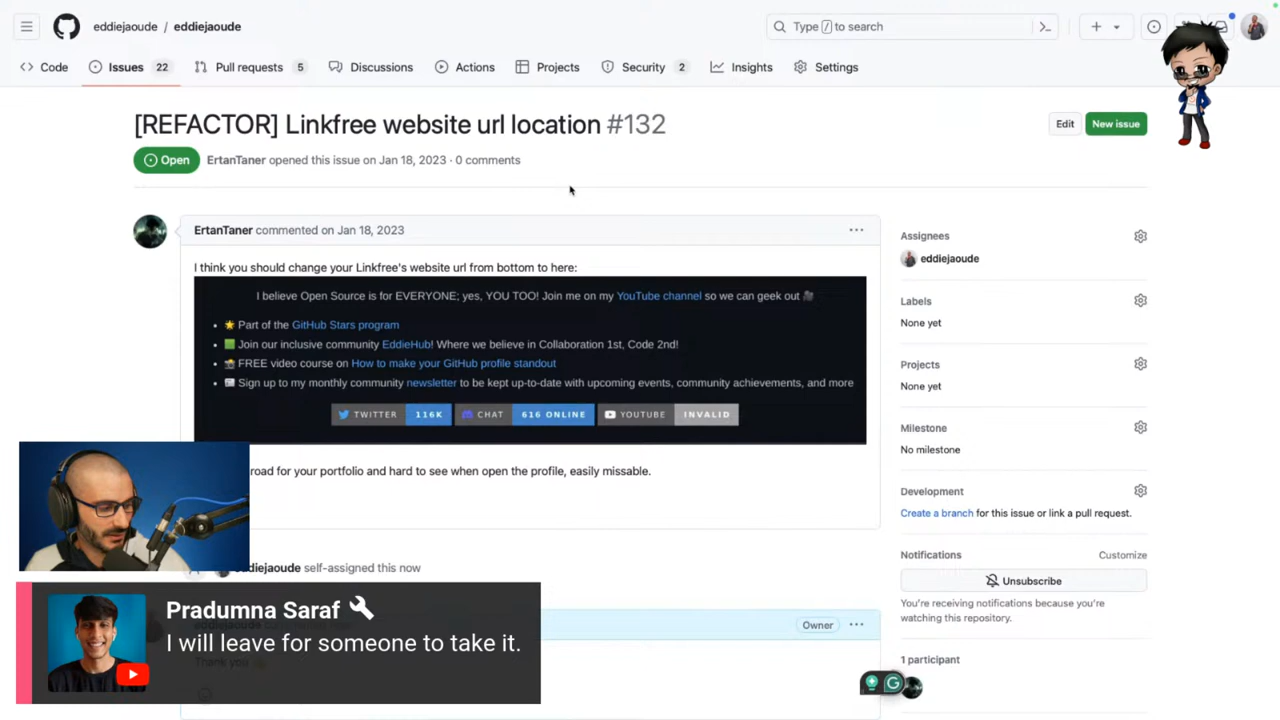 eddiejaoude / eddiejaoude
Type / to search
Code
Issues 22
Pull requests 5
Discussions
Actions
Projects
Security 2
Insights
Settings
[REFACTOR] Linkfree website url location #132
Edit
New issue
Open
ErtanTaner opened this issue on Jan 18, 2023 · 0 comments
ErtanTaner commented on Jan 18, 2023
I think you should change your Linkfree's website url from bottom to here:
I believe Open Source is for EVERYONE; yes, YOU TOO! Join me on my YouTube channel so we can geek out
Part of the GitHub Stars program
Join our inclusive community EddieHub! Where we believe in Collaboration 1st, Code 2nd!
FREE video course on How to make your GitHub profile standout
Sign up to my monthly community newsletter to be kept up-to-date with upcoming events, community achievements, and more
TWITTER 116K CHAT 616 ONLINE YOUTUBE INVALID
for your portfolio and hard to see when open the profile, easily missable.
self-assigned this now
Owner
Thank you
Assignees
eddiejaoude
Labels
None yet
Projects
None yet
Milestone
No milestone
Development
Create a branch for this issue or link a pull request.
Notifications
Customize
Unsubscribe
You're receiving notifications because you're
watching this repository.
1 participant
Pradumna Saraf
I will leave for someone to take it.